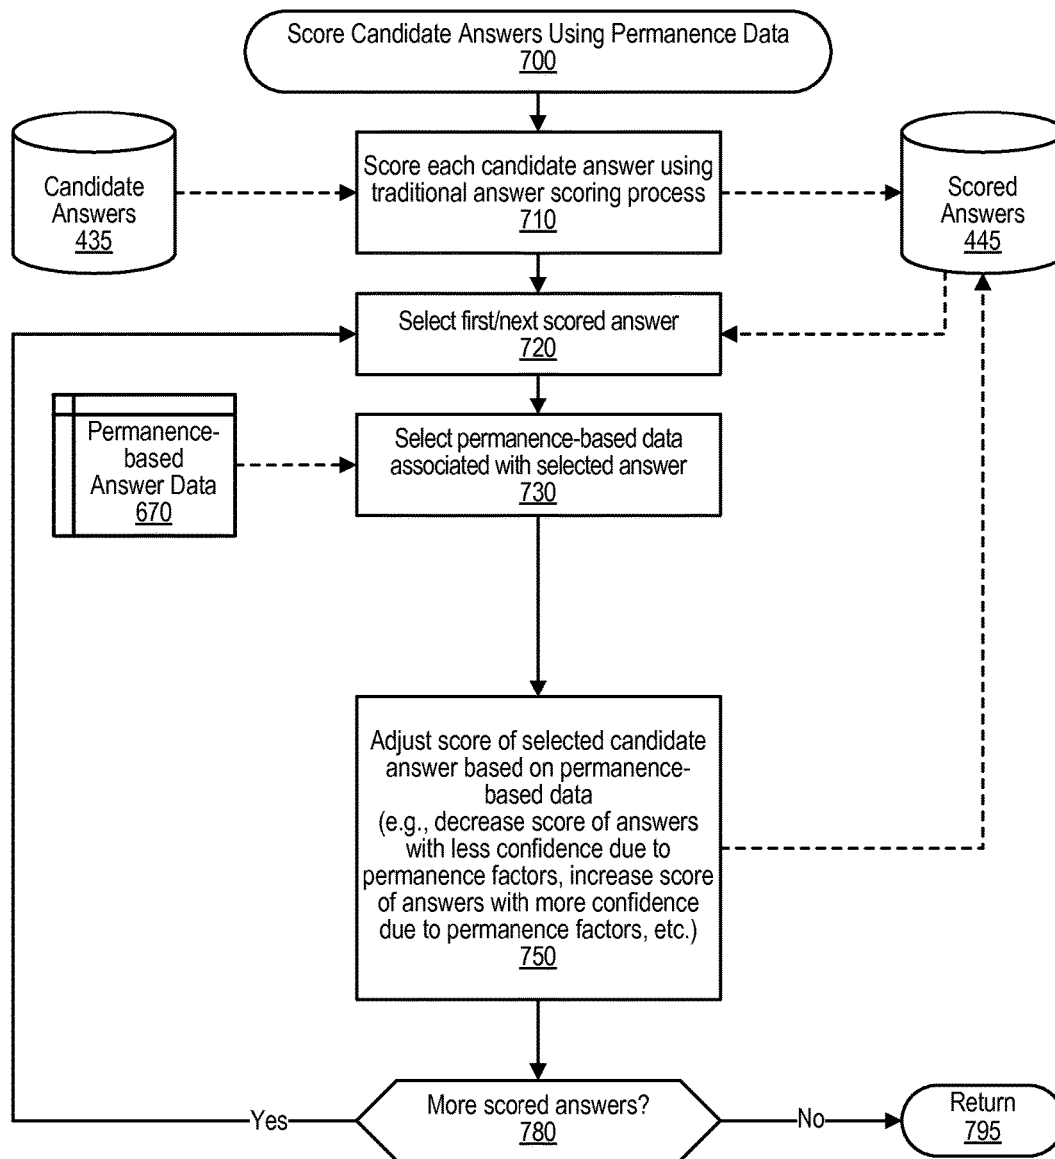 Score Candidate Answers Using Permanence Data
700
Candidate
Answers
435
Score each candidate answer using
traditional answer scoring process
710
Scored
Answers
445
Select first/next scored answer
720
Permanence-
based
Answer Data
670
Select permanence-based data
associated with selected answer
730
Adjust score of selected candidate
answer based on permanence-
based data
(e.g., decrease score of answers
with less confidence due to
permanence factors, increase score
of answers with more confidence
due to permanence factors, etc.)
750
Yes
More scored answers?
780
No
Return
795